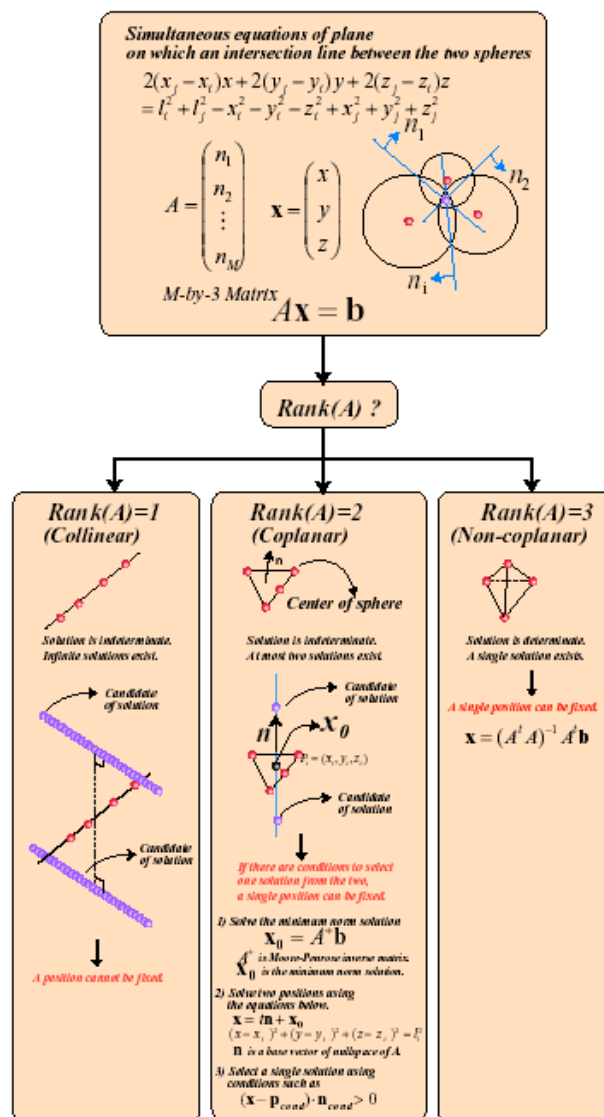 Simultaneous equations of plane
on which an intersection line between the two spheres
2(x_j − x_i)x + 2(y_j − y_i)y + 2(z_j − z_i)z
= l_i^2 + l_j^2 − x_i^2 − y_i^2 − z_i^2 + x_j^2 + y_j^2 + z_j^2
n_1
n_2
n_i
A = (n_1 n_2 ⋮ n_M)
x = (x y z)
M-by-3 Matrix
Ax = b
Rank(A) ?
Rank(A)=1
(Collinear)
Solution is indeterminate.
Infinite solutions exist.
Candidate
of solution
Candidate
of solution
A position cannot be fixed.
Rank(A)=2
(Coplanar)
n
Center of sphere
Solution is indeterminate.
At most two solutions exist.
Candidate
of solution
n
x_0
P_i = (x_i, y_i, z_i)
Candidate
of solution
If there are conditions to select
one solution from the two,
a single position can be fixed.
1) Solve the minimum norm solution
x_0 = A^+ b
A^+ is Moore-Penrose inverse matrix.
x_0 is the minimum norm solution.
2) Solve two positions using
the equations below.
x = tn + x_0
(x − x_i)^2 + (y − y_i)^2 + (z − z_i)^2 = l_i^2
n is a base vector of nullspace of A.
3) Select a single solution using
conditions such as
(x − p_cond) · n_cond > 0
Rank(A)=3
(Non-coplanar)
Solution is determinate.
A single solution exists.
A single position can be fixed.
x = (A^t A)^−1 A^t b